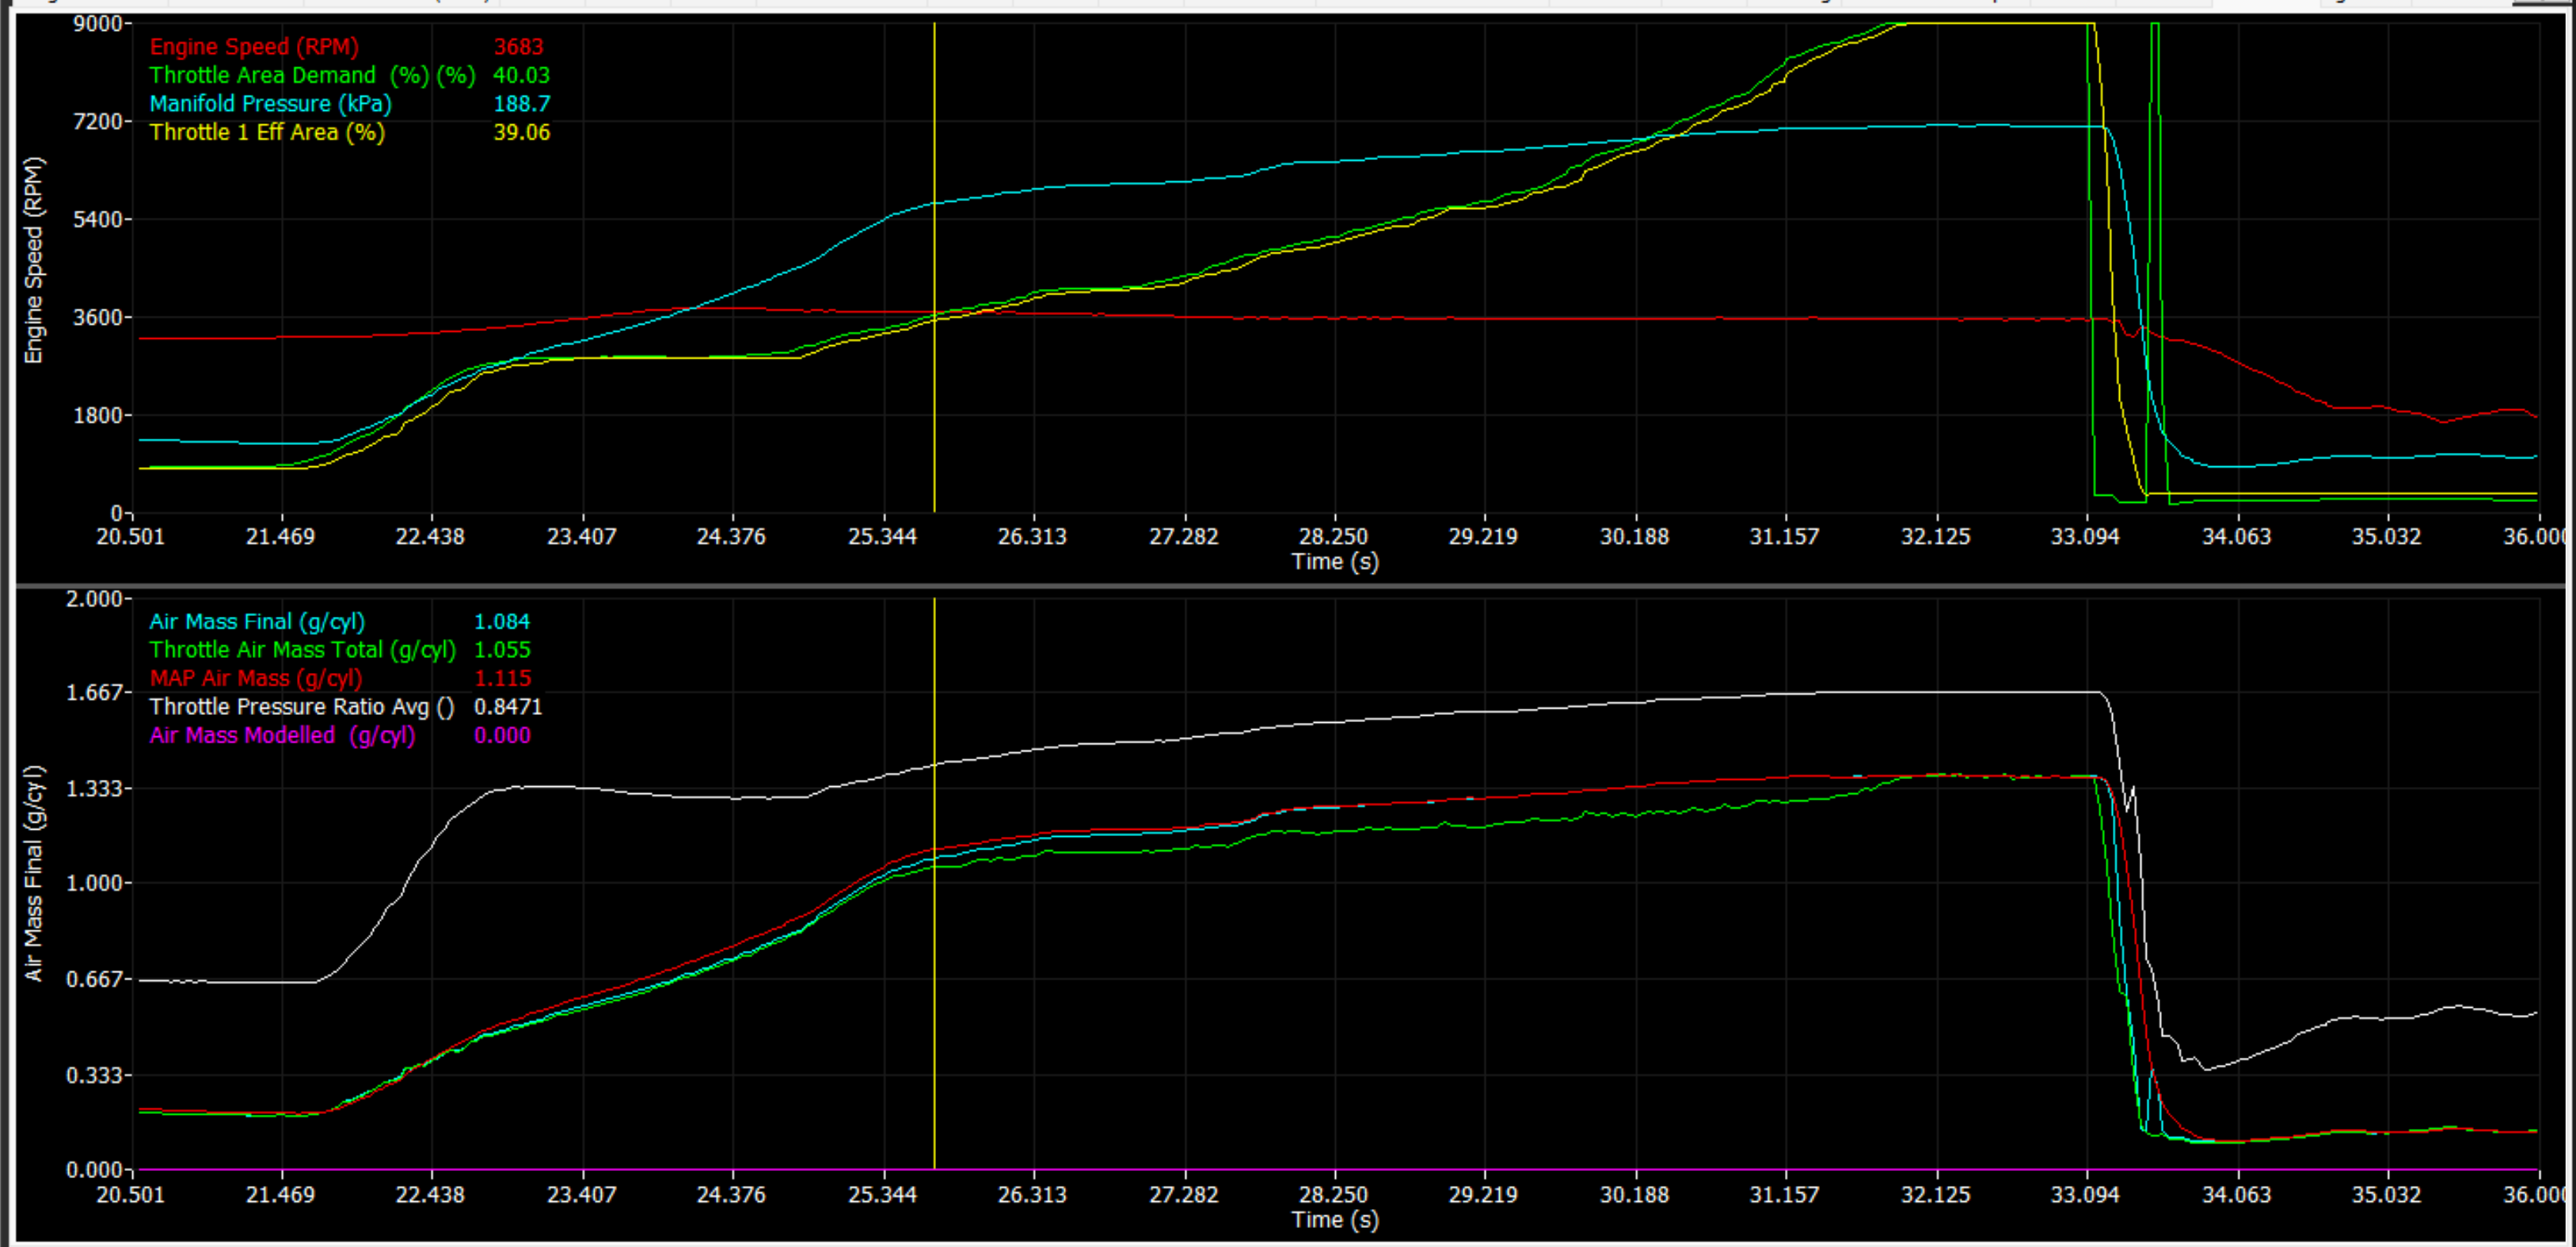 9000
Engine Speed (RPM) 3683
Throttle Area Demand (%) (%) 40.03
Manifold Pressure (kPa) 188.7
Throttle 1 Eff Area (%) 39.06
7200
5400
3600
1800
0
Engine Speed (RPM)
20.501 21.469 22.438 23.407 24.376 25.344 26.313 27.282 28.250 29.219 30.188 31.157 32.125 33.094 34.063 35.032 36.000
Time (s)
2.000
Air Mass Final (g/cyl) 1.084
Throttle Air Mass Total (g/cyl) 1.055
MAP Air Mass (g/cyl) 1.115
Throttle Pressure Ratio Avg () 0.8471
Air Mass Modelled (g/cyl) 0.000
1.667
1.333
1.000
0.667
0.333
0.000
Air Mass Final (g/cyl)
20.501 21.469 22.438 23.407 24.376 25.344 26.313 27.282 28.250 29.219 30.188 31.157 32.125 33.094 34.063 35.032 36.000
Time (s)